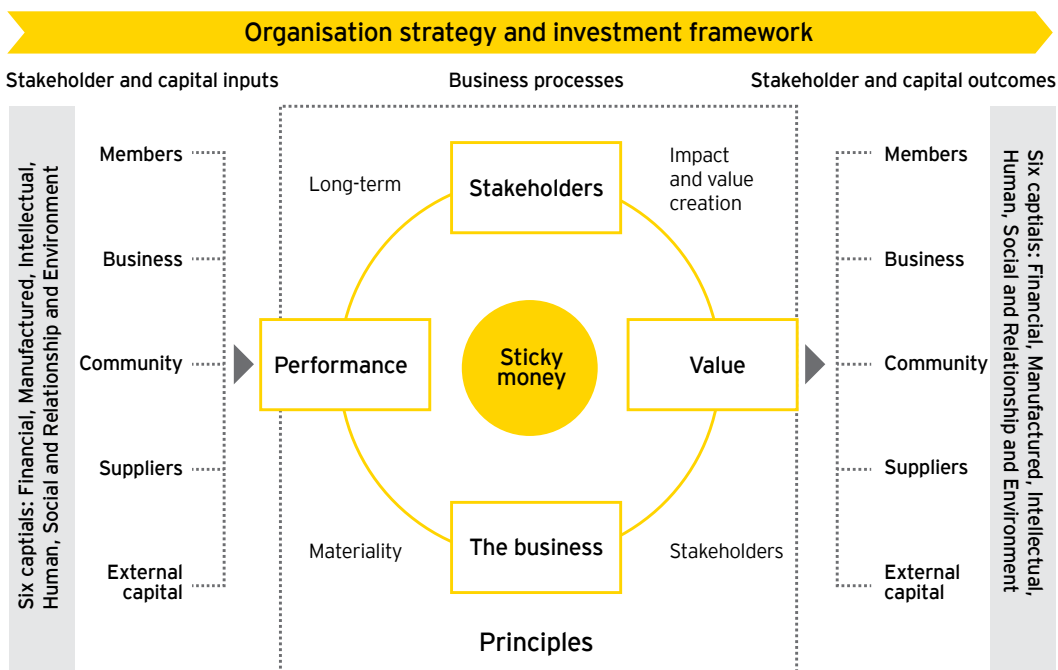 Organisation strategy and investment framework
Stakeholder and capital inputs
Business processes
Stakeholder and capital outcomes
Six captials: Financial, Manufactured, Intellectual,
Human, Social and Relationship and Environment
Members
Business
Community
Suppliers
External
capital
Long-term
Stakeholders
Impact
and value
creation
Performance
Sticky
money
Value
Materiality
The business
Stakeholders
Principles
Members
Business
Community
Suppliers
External
capital
Six captials: Financial, Manufactured, Intellectual,
Human, Social and Relationship and Environment